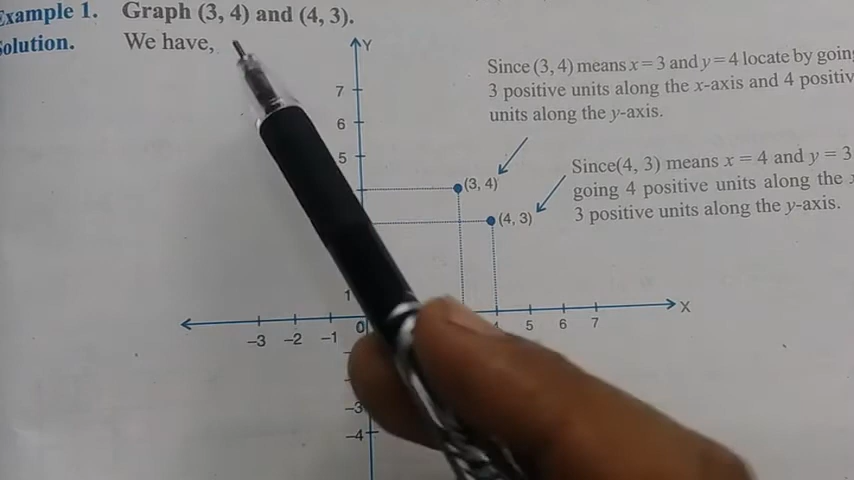 Example 1. Graph (3, 4) and (4, 3).
Solution. We have,
Y
Since (3, 4) means x = 3 and y = 4 locate by going
3 positive units along the x-axis and 4 positiv
units along the y-axis.
7
6
5
(3, 4)
Since(4, 3) means x = 4 and y = 3
going 4 positive units along the x
3 positive units along the y-axis.
(4, 3)
1
X
–3 –2 –1 0 5 6 7
–3
–4